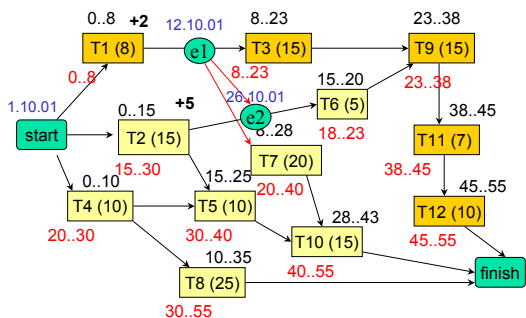 0..8
+2
12.10.01
8..23
23..38
T1 (8)
e1
T3 (15)
T9 (15)
0..8
8..23
23..38
1.10.01
26.10.01
15..20
0..15
+5
e2
T6 (5)
38..45
start
T2 (15)
8..28
18..23
T11 (7)
15..30
T7 (20)
38..45
0..10
15..25
20..40
45..55
T4 (10)
T5 (10)
28..43
T12 (10)
20..30
30..40
T10 (15)
45..55
10..35
40..55
finish
T8 (25)
30..55